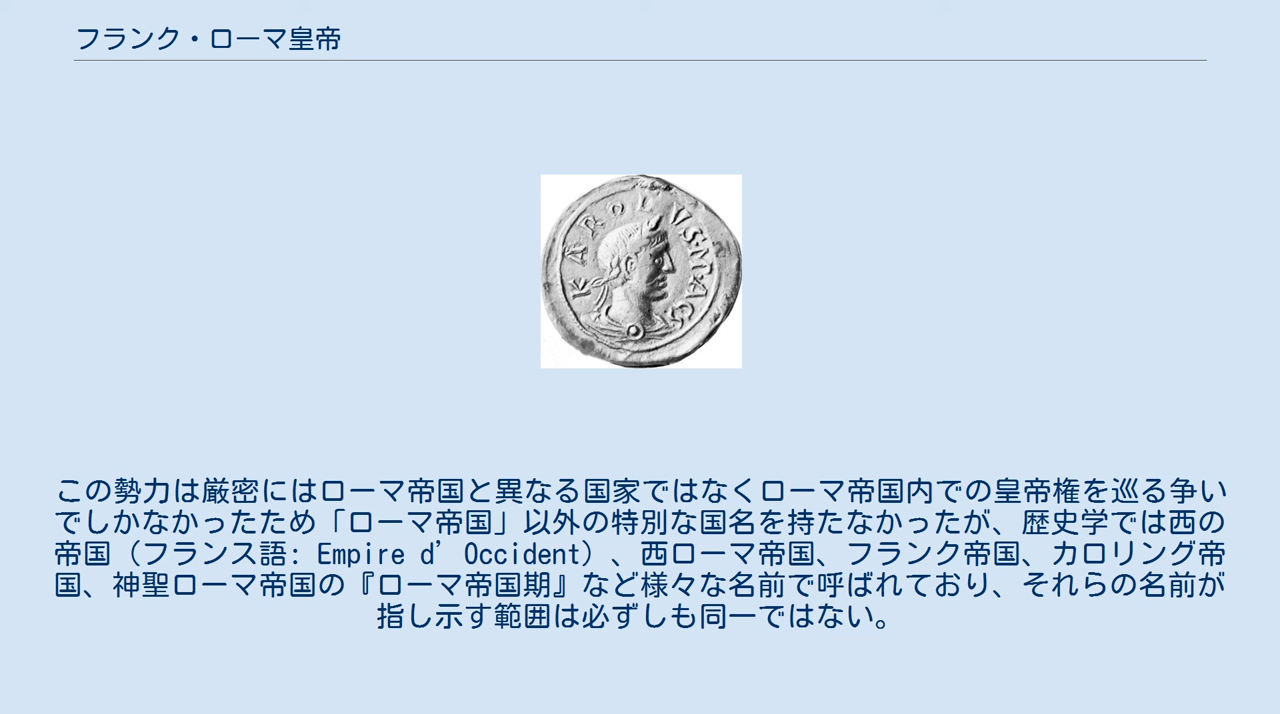 フランク・ローマ皇帝
KAROLVS·M·AG
この勢力は厳密にはローマ帝国と異なる国家ではなくローマ帝国内での皇帝権を巡る争い
でしかなかったため「ローマ帝国」以外の特別な国名を持たなかったが、歴史学では西の
帝国（フランス語: Empire d’Occident）、西ローマ帝国、フランク帝国、カロリング帝
国、神聖ローマ帝国の『ローマ帝国期』など様々な名前で呼ばれており、それらの名前が
指し示す範囲は必ずしも同一ではない。